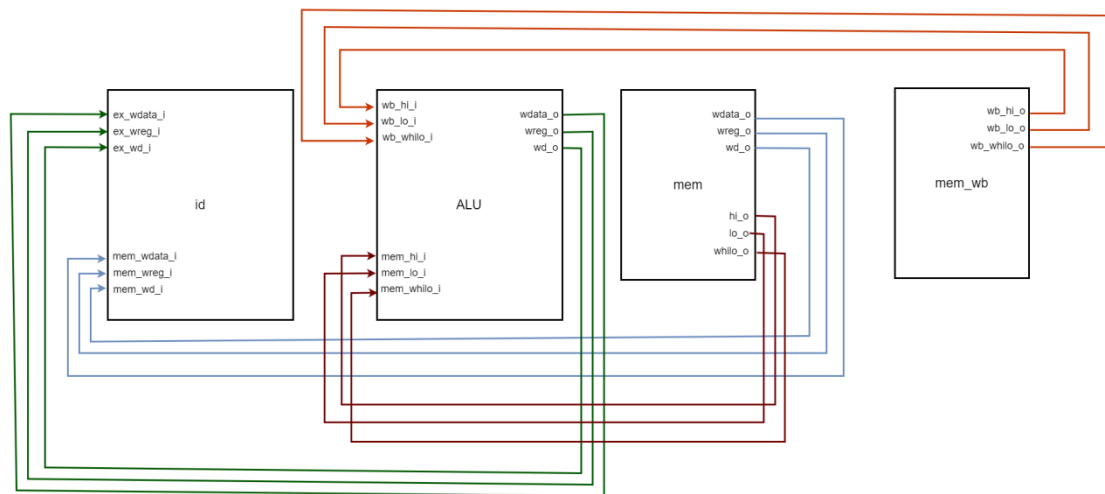 ex_wdata_i
ex_wreg_i
ex_wd_i
id
mem_wdata_i
mem_wreg_i
mem_wd_i
wb_hi_i
wb_lo_i
wb_whilo_i
wdata_o
wreg_o
wd_o
ALU
mem_hi_i
mem_lo_i
mem_whilo_i
wdata_o
wreg_o
wd_o
mem
hi_o
lo_o
whilo_o
wb_hi_o
wb_lo_o
wb_whilo_o
mem_wb